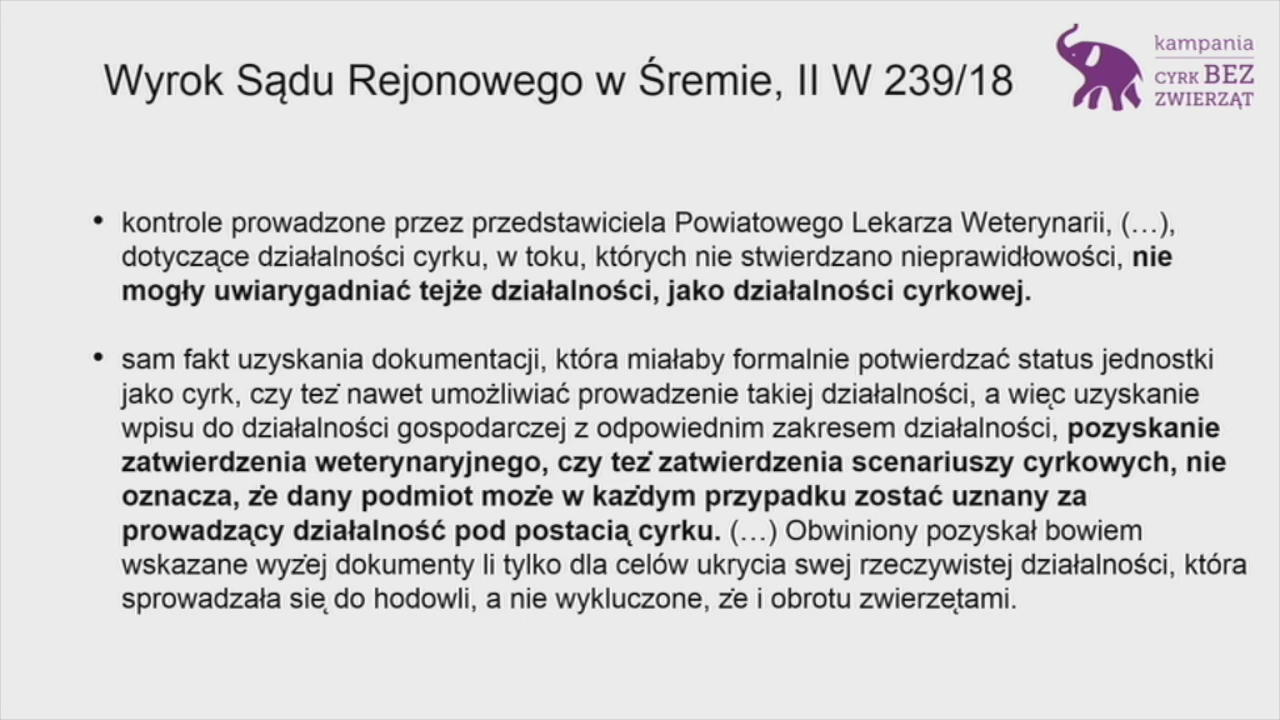 Wyrok Sądu Rejonowego w Śremie, II W 239/18
kampania
CYRK BEZ
ZWIERZĄT
• kontrole prowadzone przez przedstawiciela Powiatowego Lekarza Weterynarii, (…),
dotyczące działalności cyrku, w toku, których nie stwierdzano nieprawidłowości, nie
mogły uwiarygadniać tejże działalności, jako działalności cyrkowej.
• sam fakt uzyskania dokumentacji, która miałaby formalnie potwierdzać status jednostki
jako cyrk, czy też nawet umożliwiać prowadzenie takiej działalności, a więc uzyskanie
wpisu do działalności gospodarczej z odpowiednim zakresem działalności, pozyskanie
zatwierdzenia weterynaryjnego, czy też zatwierdzenia scenariuszy cyrkowych, nie
oznacza, że dany podmiot może w każdym przypadku zostać uznany za
prowadzący działalność pod postacią cyrku. (…) Obwiniony pozyskał bowiem
wskazane wyżej dokumenty li tylko dla celów ukrycia swej rzeczywistej działalności, która
sprowadzała się do hodowli, a nie wykluczone, że i obrotu zwierzętami.